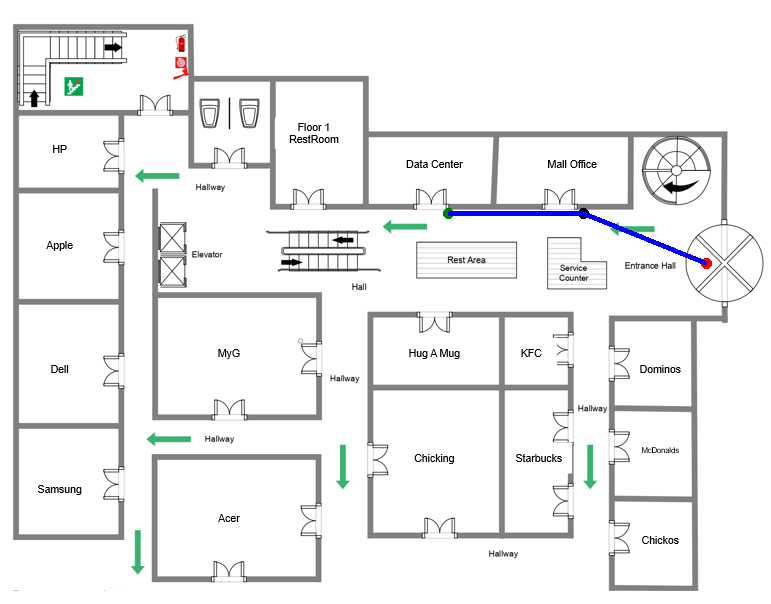 Floor 1
RestRoom
HP
Data Center
Mall Office
Hallway
Apple
Elevator
Rest Area
Entrance Hall
Service
Counter
Hall
MyG
Hug A Mug
KFC
Dell
Dominos
Hallway
Hallway
Hallway
McDonalds
Chicking
Starbucks
Samsung
Acer
Chickos
Hallway